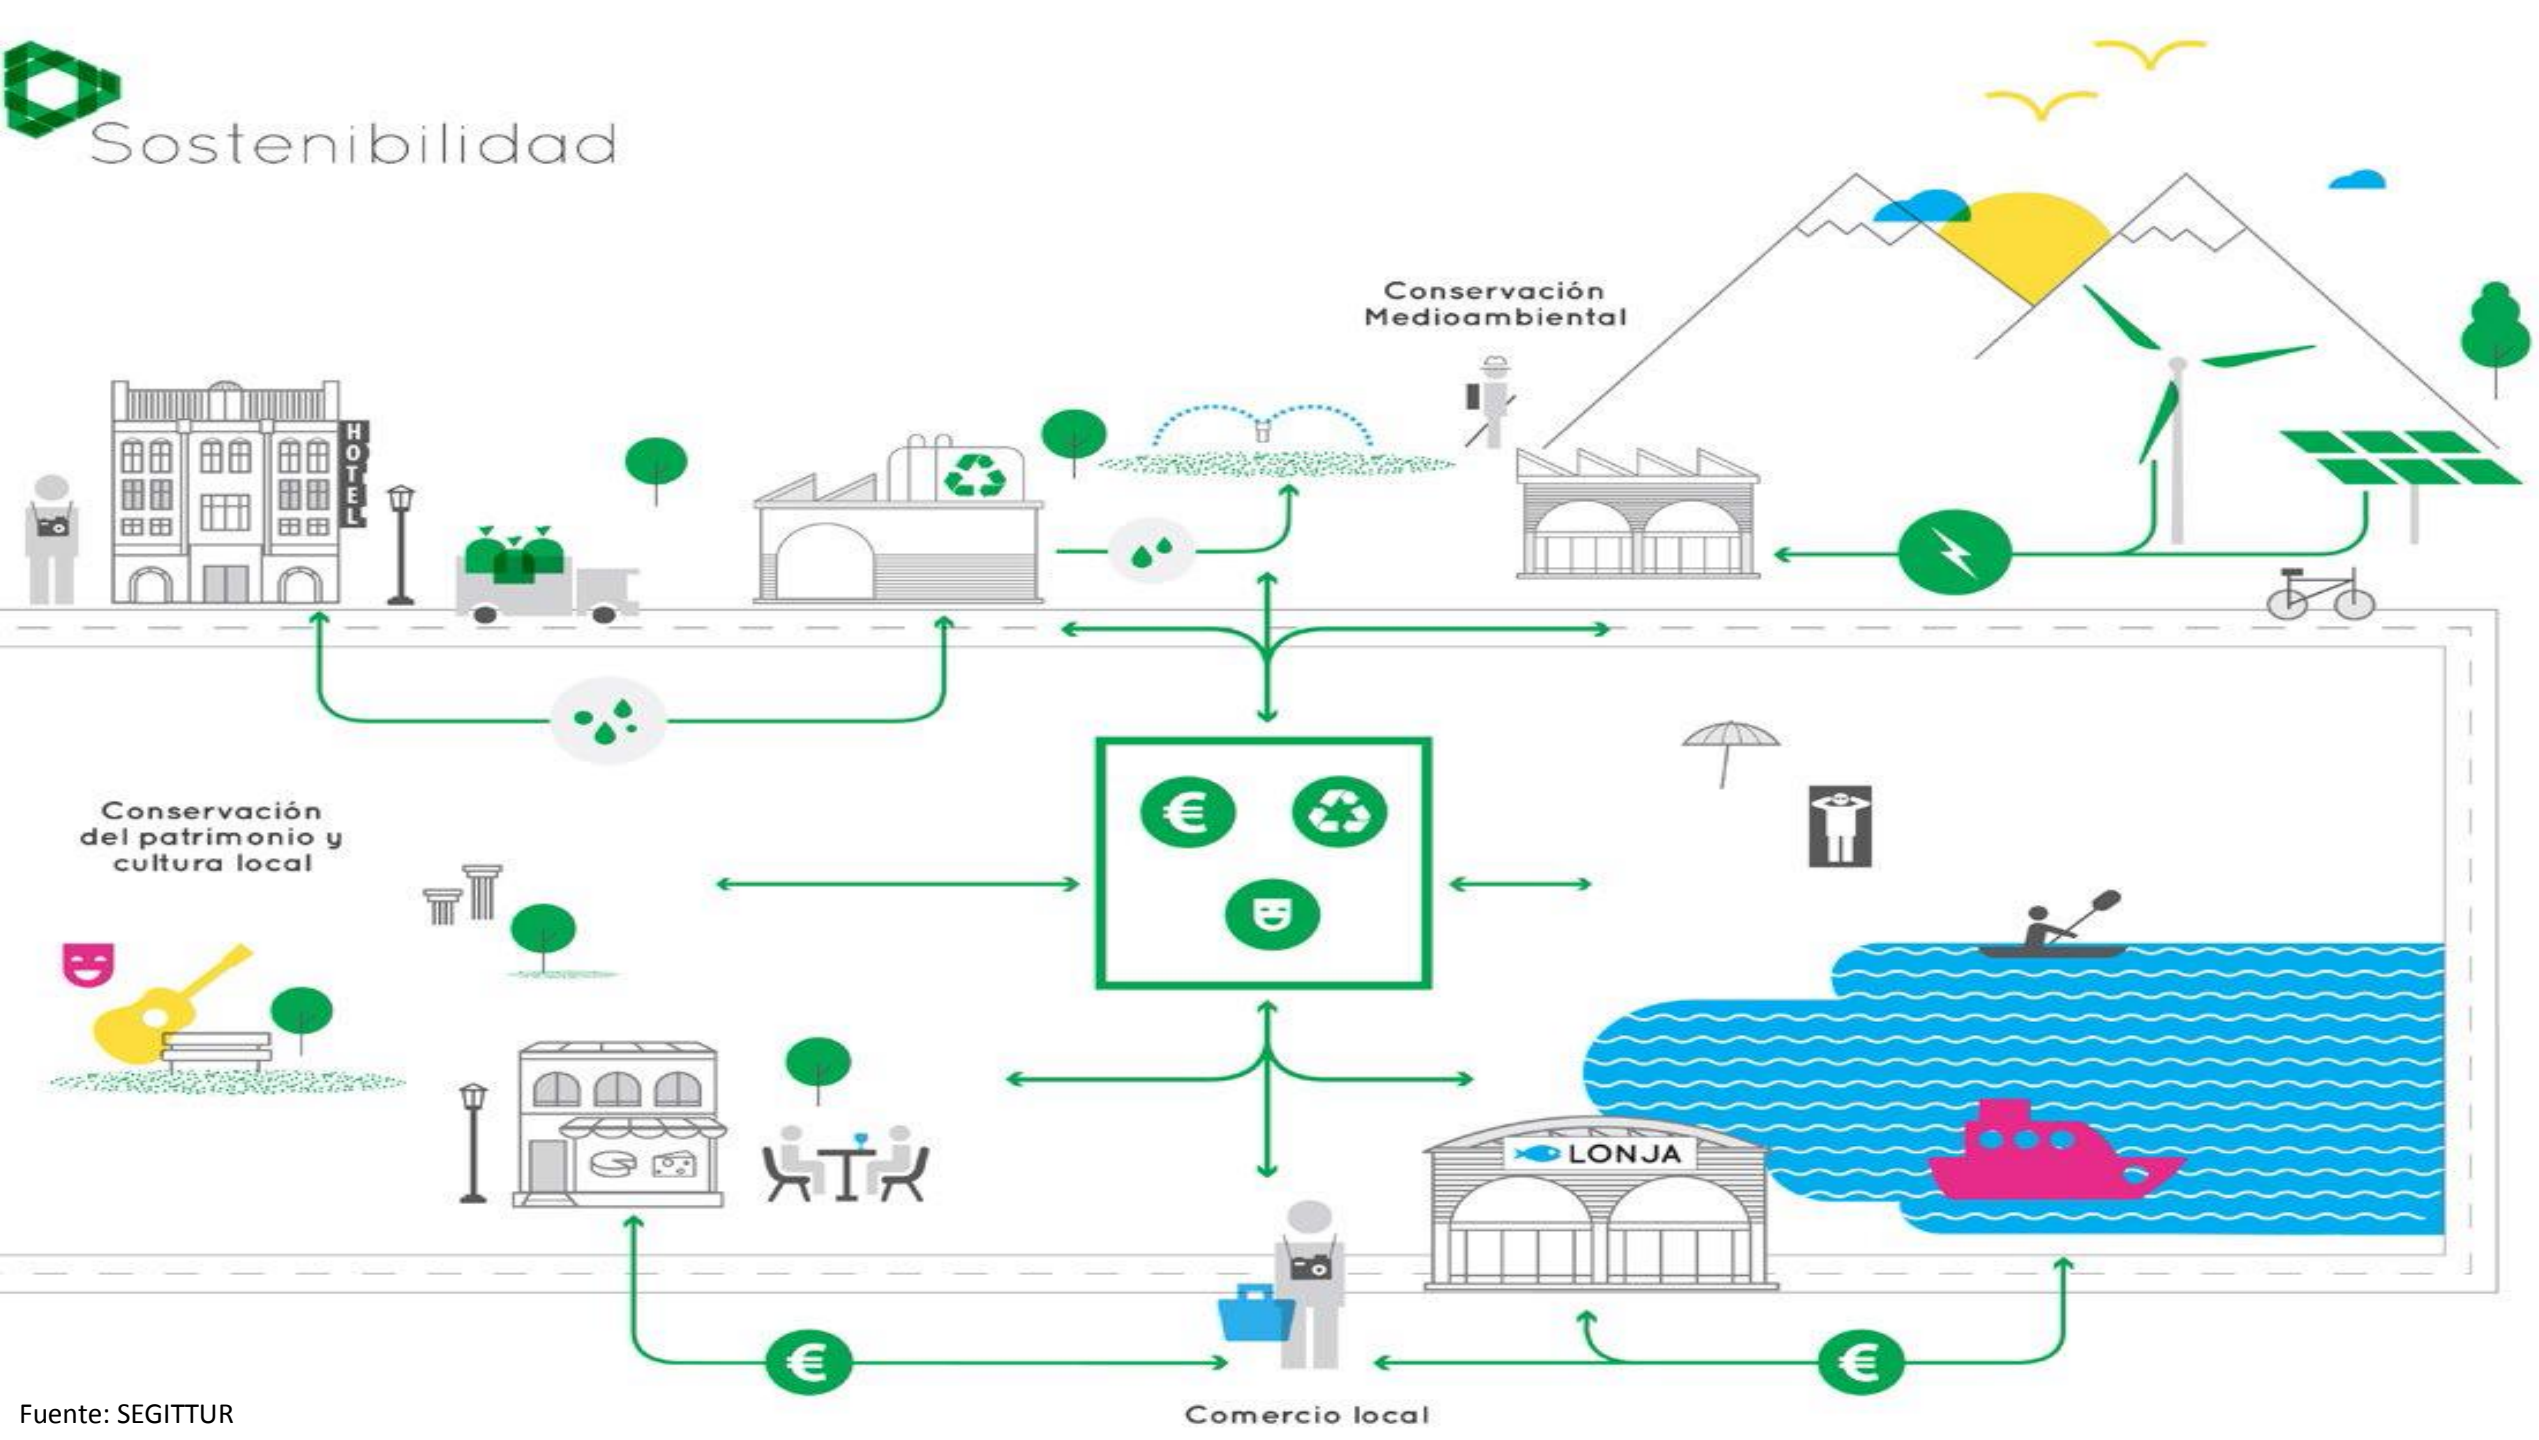 Sostenibilidad
Conservación
Medioambiental
HOTEL
Conservación
del patrimonio y
cultura local
LONJA
Comercio local
Fuente: SEGITTUR